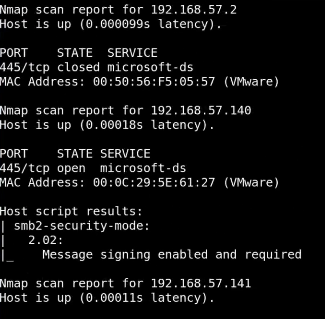 Nmap scan report for 192.168.57.2
Host is up (0.000099s latency).
PORT    STATE  SERVICE
445/tcp closed microsoft-ds
MAC Address: 00:50:56:F5:05:57 (VMware)
Nmap scan report for 192.168.57.140
Host is up (0.00018s latency).
PORT    STATE SERVICE
445/tcp open  microsoft-ds
MAC Address: 00:0C:29:5E:61:27 (VMware)
Host script results:
| smb2-security-mode:
|   2.02:
|_    Message signing enabled and required
Nmap scan report for 192.168.57.141
Host is up (0.00011s latency).